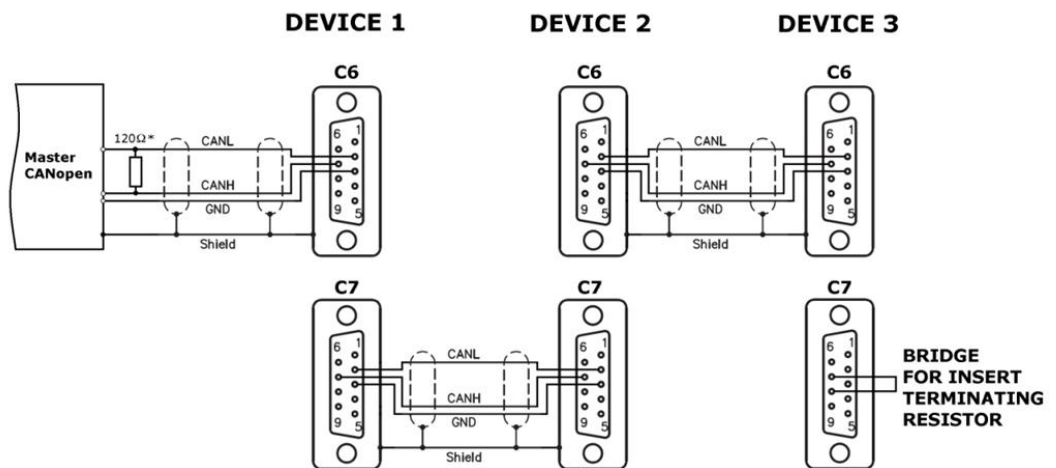 DEVICE 1
DEVICE 2
DEVICE 3
C6
C6
C6
Master
CANopen
120Ω*
CANL
CANH
GND
Shield
6
1
9
5
6
1
9
5
CANL
CANH
GND
Shield
6
1
9
5
C7
C7
C7
6
1
9
5
CANL
CANH
GND
Shield
6
1
9
5
6
1
9
5
BRIDGE
FOR INSERT
TERMINATING
RESISTOR